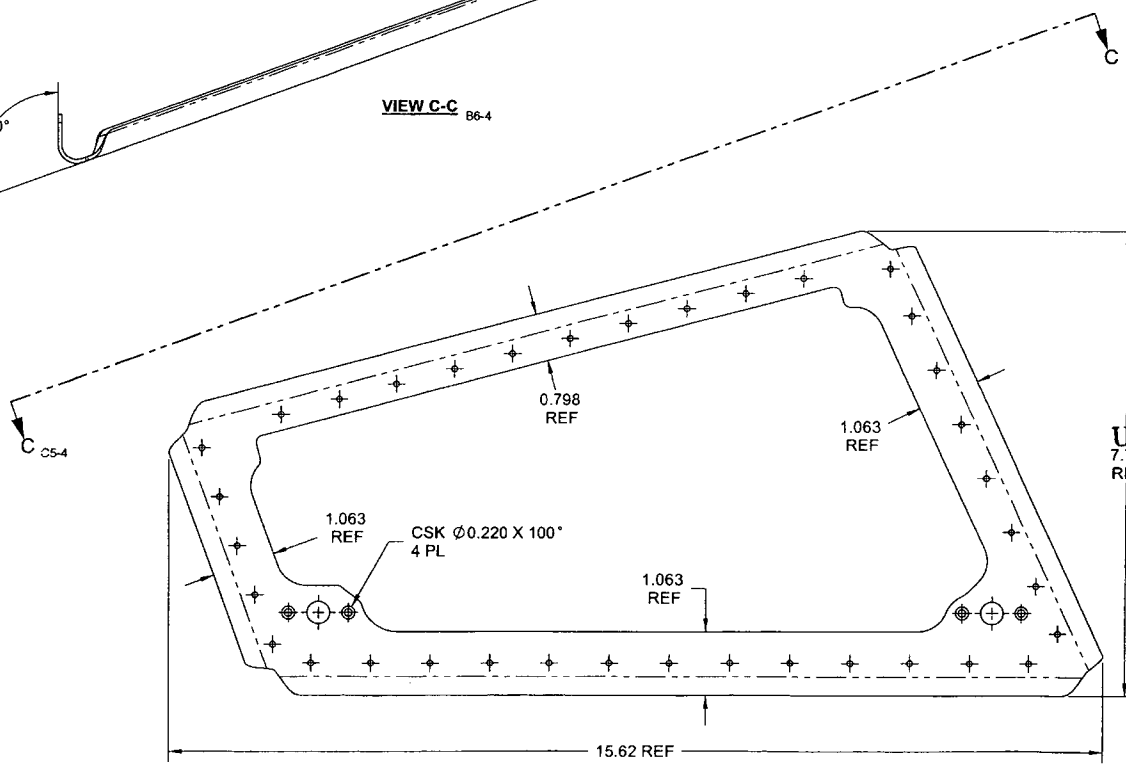 C
VIEW C-C B6-4
0.798
REF
1.063
REF
C C5-4
1.063
REF
CSK Ø0.220 X 100°
4 PL
1.063
REF
15.62 REF